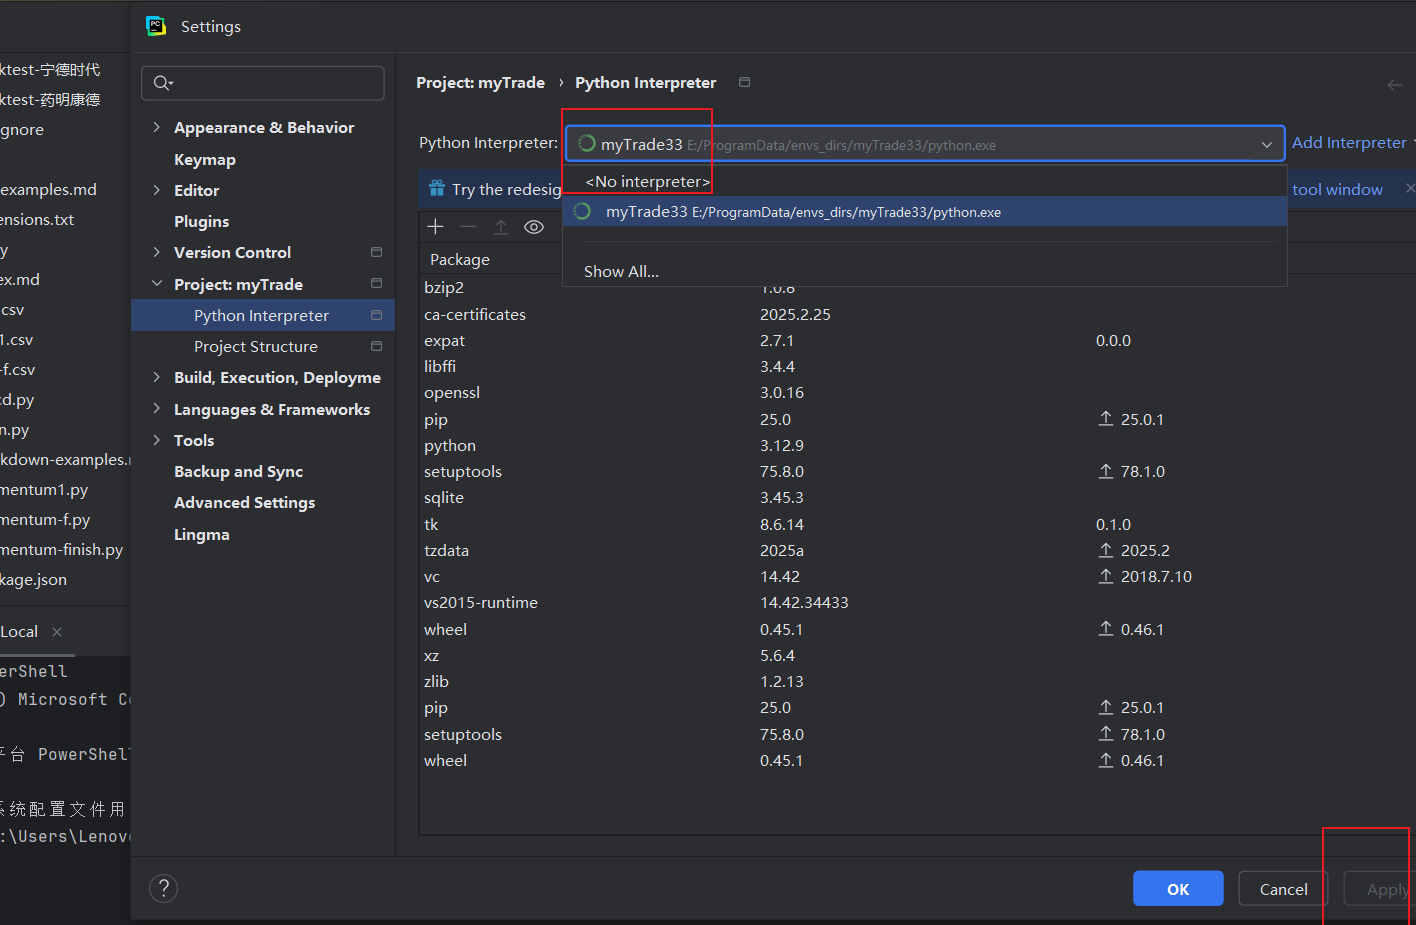 Settings
ktest-宁德时代
ktest-药明康德
gnore
examples.md
ensions.txt
y
ex.md
.csv
1.csv
-f.csv
cd.py
n.py
kdown-examples.
mentum1.py
mentum-f.py
mentum-finish.py
kage.json
Local
erShell
) Microsoft Co
平台 PowerShell
系统配置文件用
:\Users\Lenovo
Appearance & Behavior
Keymap
Editor
Plugins
Version Control
Project: myTrade
Python Interpreter
Project Structure
Build, Execution, Deployme
Languages & Frameworks
Tools
Backup and Sync
Advanced Settings
Lingma
Project: myTrade › Python Interpreter
Python Interpreter: myTrade33 E:/ProgramData/envs_dirs/myTrade33/python.exe Add Interpreter
<No interpreter>
Try the redesig tool window
myTrade33 E:/ProgramData/envs_dirs/myTrade33/python.exe
Show All...
Package
bzip2 1.0.8
ca-certificates 2025.2.25
expat 2.7.1 0.0.0
libffi 3.4.4
openssl 3.0.16
pip 25.0 25.0.1
python 3.12.9
setuptools 75.8.0 78.1.0
sqlite 3.45.3
tk 8.6.14 0.1.0
tzdata 2025a 2025.2
vc 14.42 2018.7.10
vs2015-runtime 14.42.34433
wheel 0.45.1 0.46.1
xz 5.6.4
zlib 1.2.13
pip 25.0 25.0.1
setuptools 75.8.0 78.1.0
wheel 0.45.1 0.46.1
?
OK
Cancel
Apply